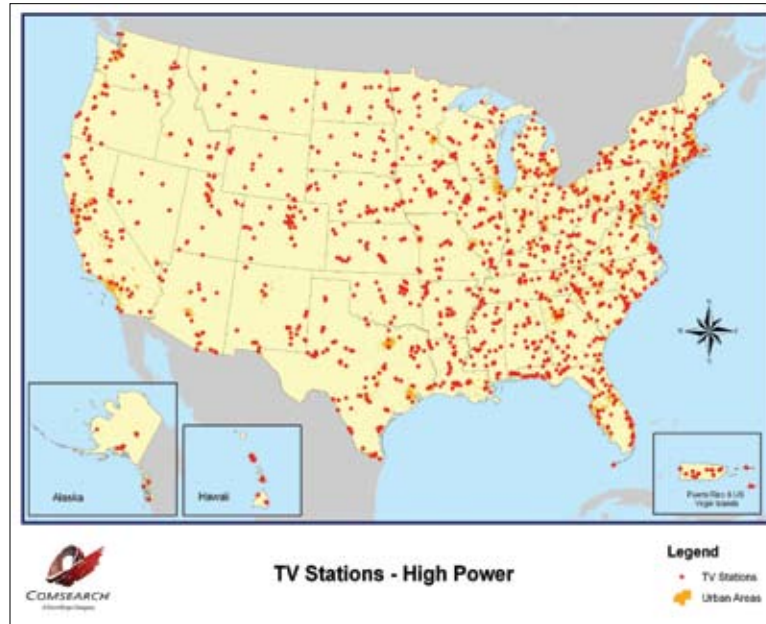 N
W
E
S
Alaska
Hawaii
Puerto Rico & US
Virgin Islands
COMSEARCH
TV Stations - High Power
Legend
TV Stations
Urban Areas